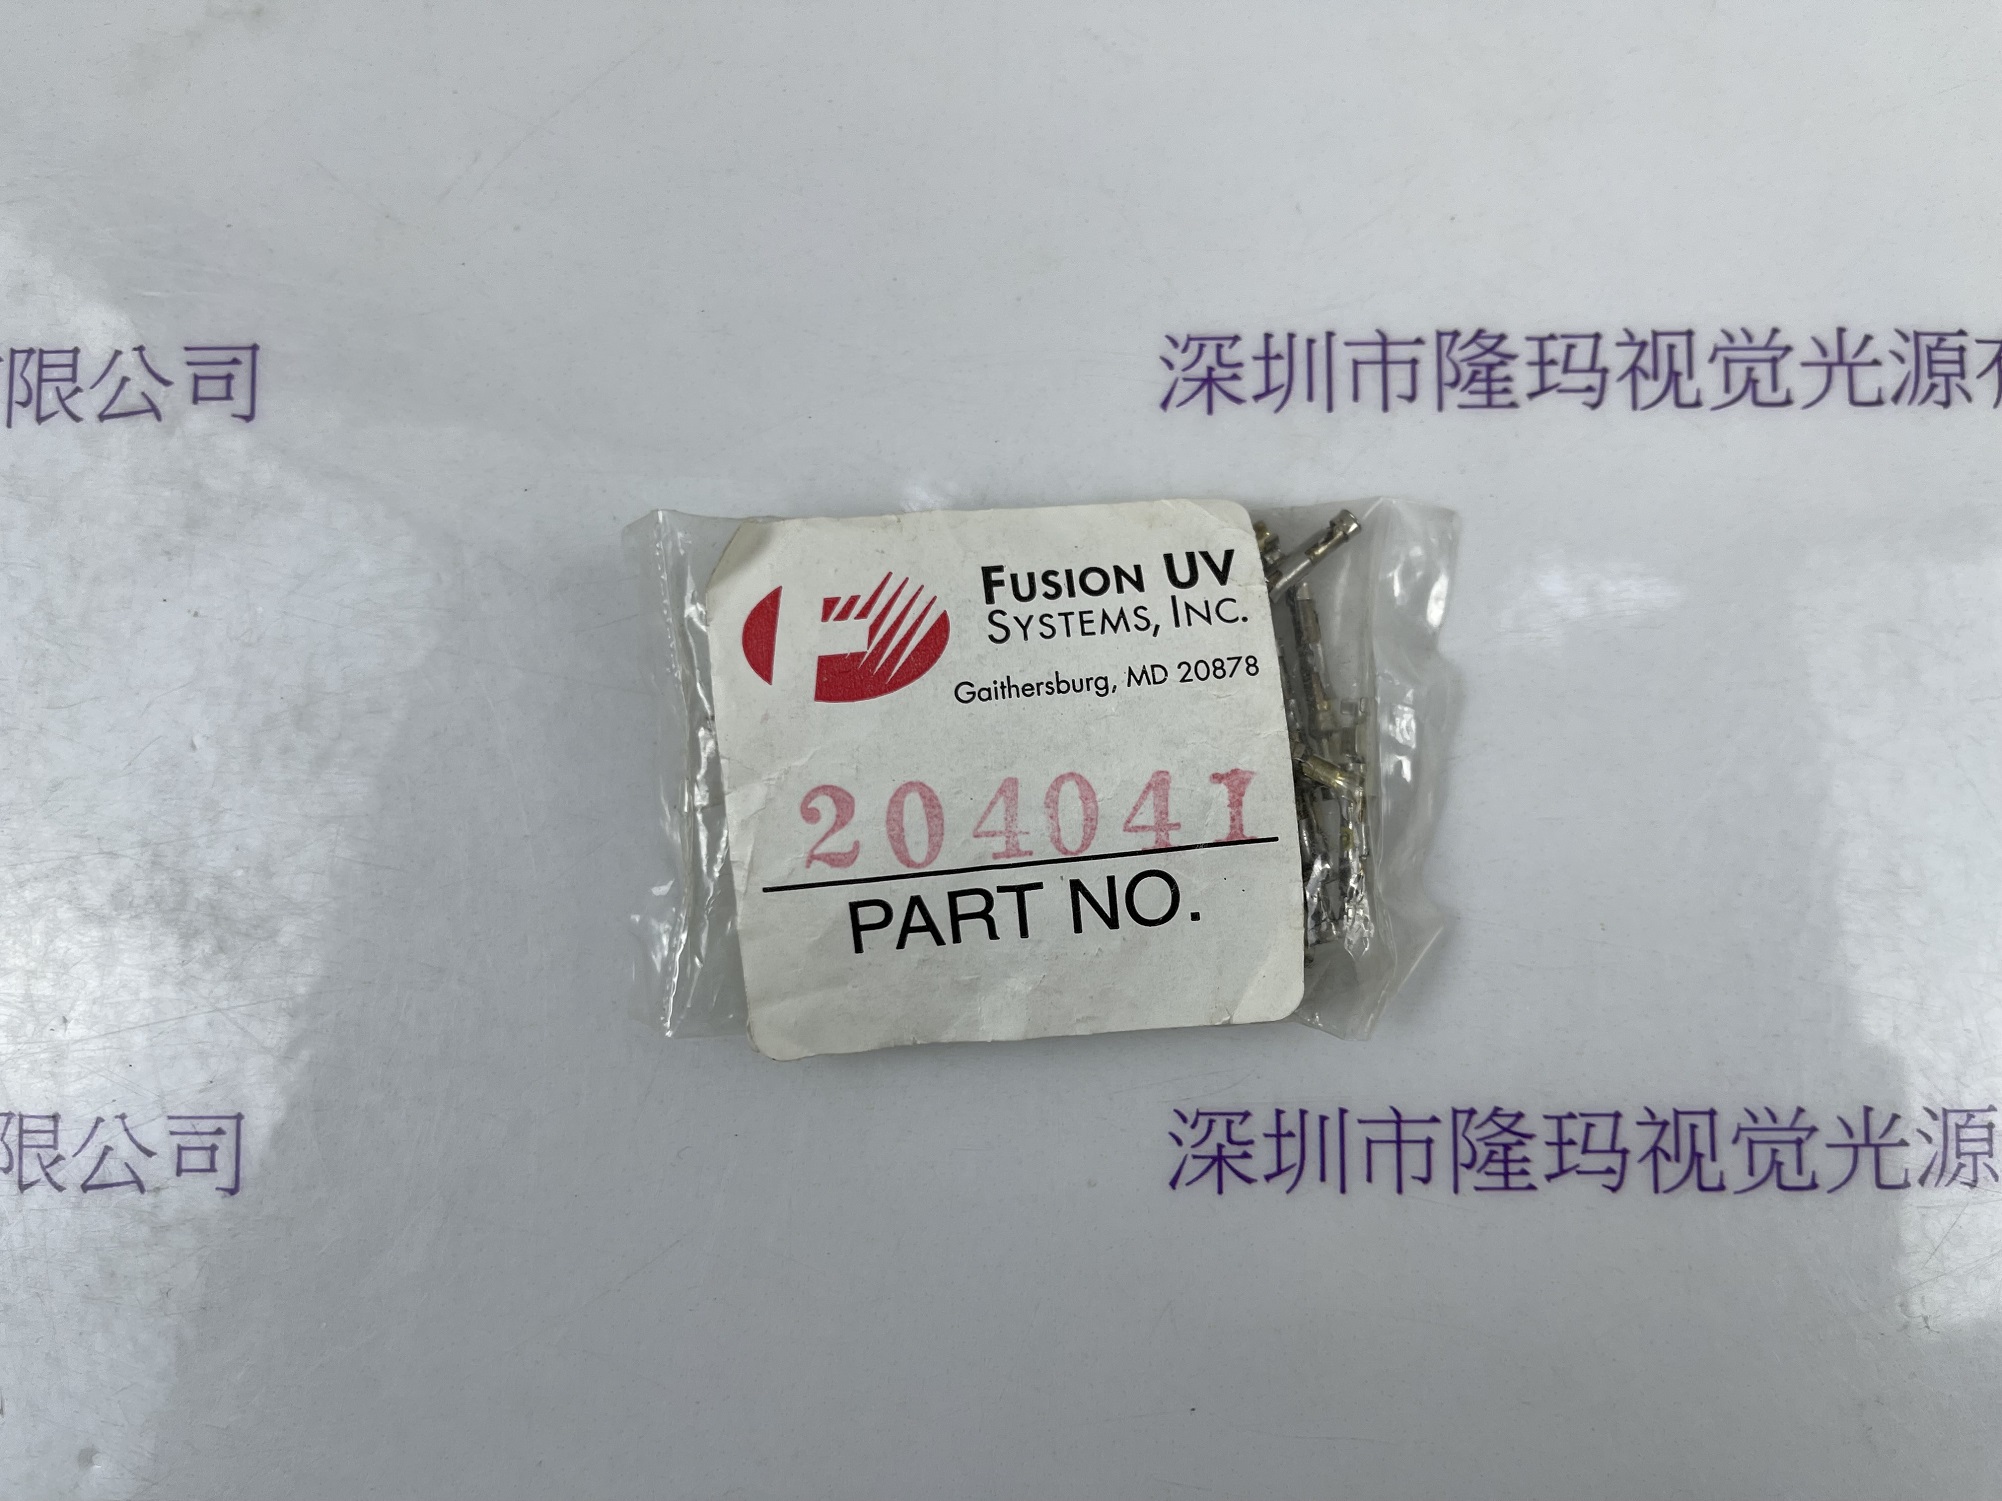 限公司
深圳市隆玛视觉光源有
FUSION UV
SYSTEMS, INC.
Gaithersburg, MD 20878
204041
PART NO.
限公司
深圳市隆玛视觉光源